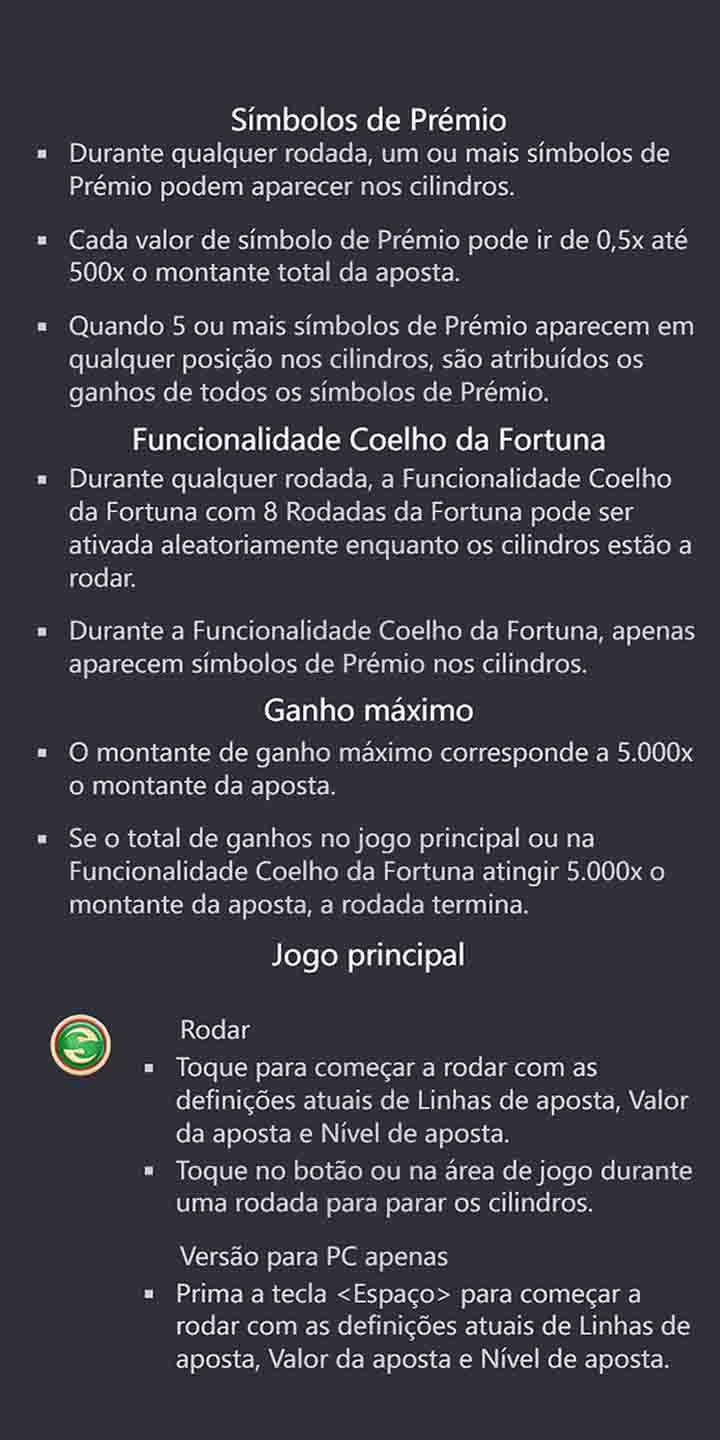 Símbolos de Prémio
▪ Durante qualquer rodada, um ou mais símbolos de
Prémio podem aparecer nos cilindros.
▪ Cada valor de símbolo de Prémio pode ir de 0,5x até
500x o montante total da aposta.
▪ Quando 5 ou mais símbolos de Prémio aparecem em
qualquer posição nos cilindros, são atribuídos os
ganhos de todos os símbolos de Prémio.
Funcionalidade Coelho da Fortuna
▪ Durante qualquer rodada, a Funcionalidade Coelho
da Fortuna com 8 Rodadas da Fortuna pode ser
ativada aleatoriamente enquanto os cilindros estão a
rodar.
▪ Durante a Funcionalidade Coelho da Fortuna, apenas
aparecem símbolos de Prémio nos cilindros.
Ganho máximo
▪ O montante de ganho máximo corresponde a 5.000x
o montante da aposta.
▪ Se o total de ganhos no jogo principal ou na
Funcionalidade Coelho da Fortuna atingir 5.000x o
montante da aposta, a rodada termina.
Jogo principal
Rodar
▪ Toque para começar a rodar com as
definições atuais de Linhas de aposta, Valor
da aposta e Nível de aposta.
▪ Toque no botão ou na área de jogo durante
uma rodada para parar os cilindros.
Versão para PC apenas
▪ Prima a tecla <Espaço> para começar a
rodar com as definições atuais de Linhas de
aposta, Valor da aposta e Nível de aposta.